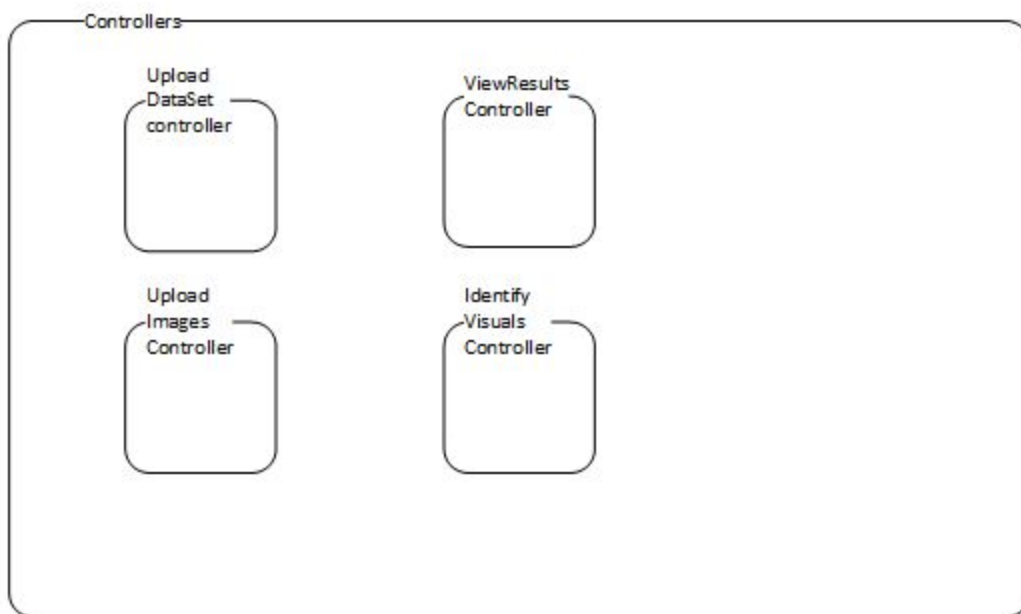 Controllers
Upload
DataSet
controller
ViewResults
Controller
Upload
Images
Controller
Identify
Visuals
Controller